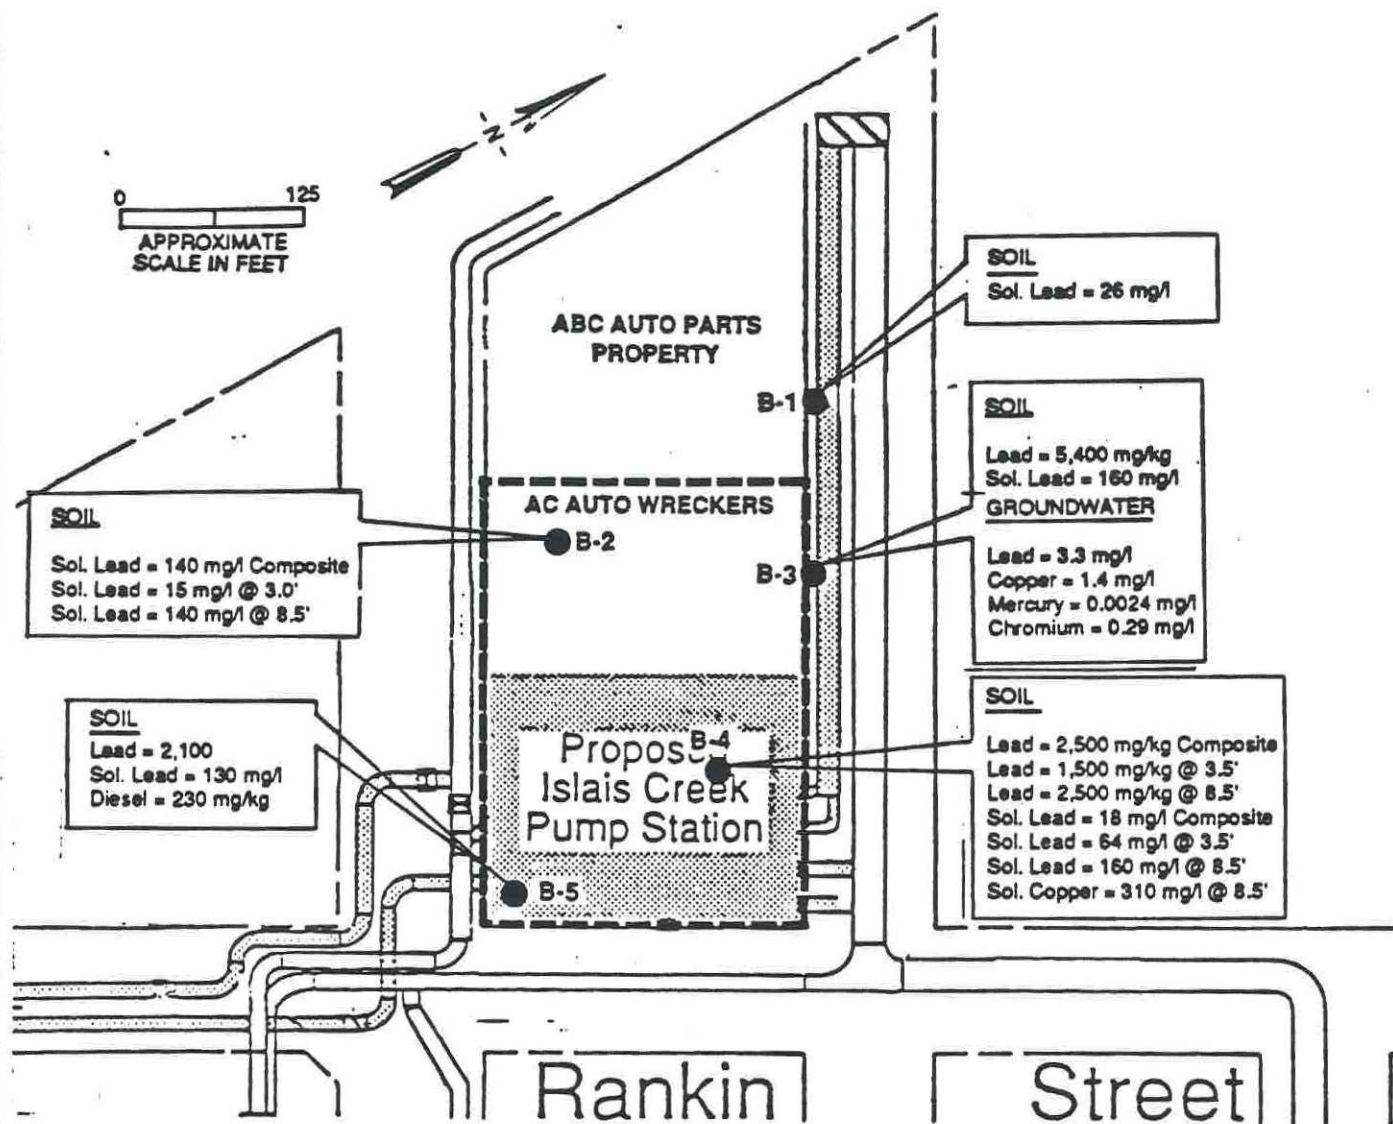 N
0 125
APPROXIMATE
SCALE IN FEET
ABC AUTO PARTS
PROPERTY
SOIL
Sol. Lead = 26 mg/l
B-1
SOIL
Lead = 5,400 mg/kg
Sol. Lead = 160 mg/l
GROUNDWATER
Lead = 3.3 mg/l
Copper = 1.4 mg/l
Mercury = 0.0024 mg/l
Chromium = 0.29 mg/l
AC AUTO WRECKERS
B-2
B-3
SOIL
Sol. Lead = 140 mg/l Composite
Sol. Lead = 15 mg/l @ 3.0'
Sol. Lead = 140 mg/l @ 8.5'
SOIL
Lead = 2,100
Sol. Lead = 130 mg/l
Diesel = 230 mg/kg
B-4
Propose
Islais Creek
Pump Station
B-5
SOIL
Lead = 2,500 mg/kg Composite
Lead = 1,500 mg/kg @ 3.5'
Lead = 2,500 mg/kg @ 8.5'
Sol. Lead = 18 mg/l Composite
Sol. Lead = 64 mg/l @ 3.5'
Sol. Lead = 160 mg/l @ 8.5'
Sol. Copper = 310 mg/l @ 8.5'
Rankin Street